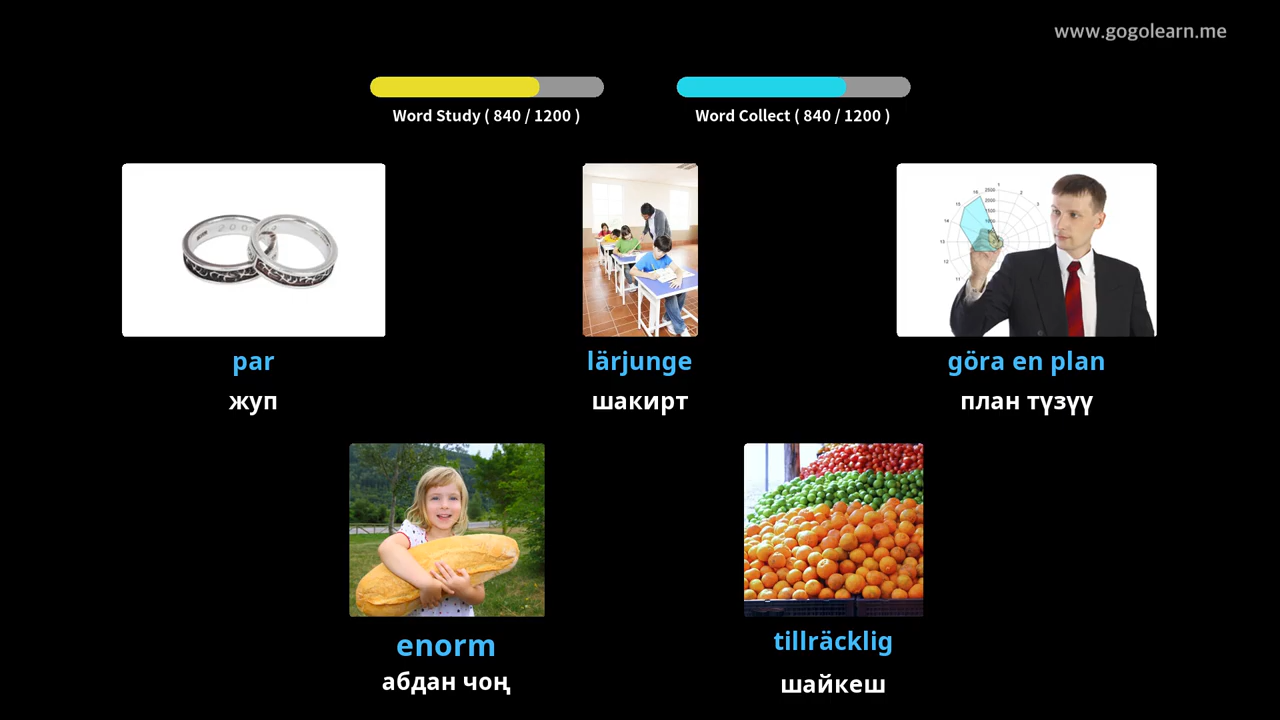 www.gogolearn.me
Word Study ( 840 / 1200 )
Word Collect ( 840 / 1200 )
par
жуп
lärjunge
шакирт
göra en plan
план түзүү
enorm
абдан чоң
tillräcklig
шайкеш